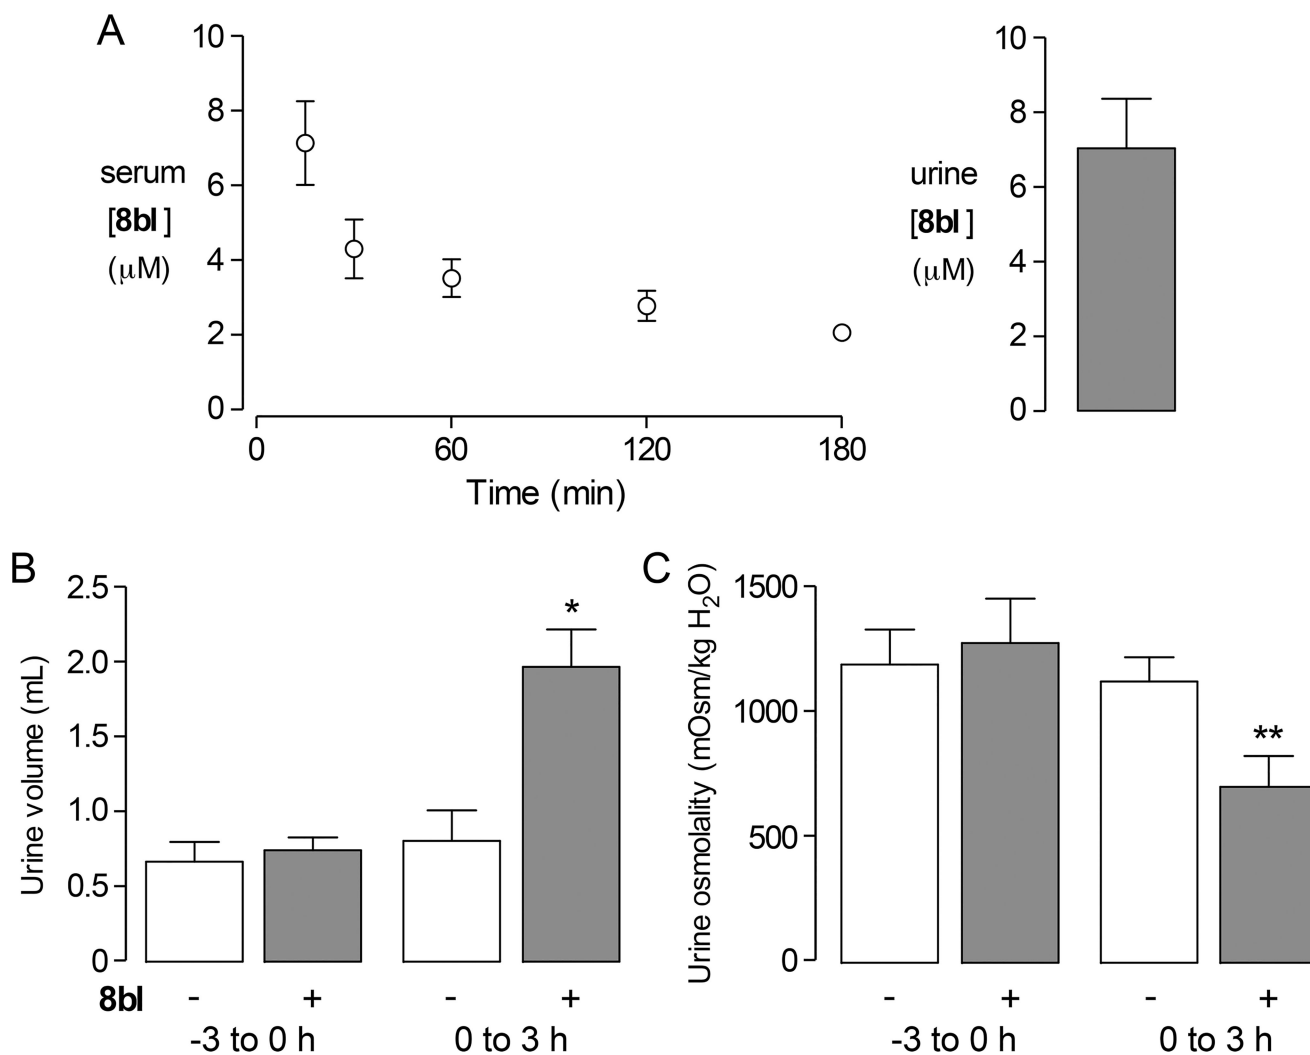 A
10
8
6
4
2
0
serum
[8bl]
(μM)
0 60 120 180
Time (min)
10
8
6
4
2
0
urine
[8bl]
(μM)
B
2.5
2.0
1.5
1.0
0.5
0
Urine volume (mL)
*
8bl - + - +
-3 to 0 h 0 to 3 h
C
1500
1000
500
0
Urine osmolality (mOsm/kg H₂O)
**
- + - +
-3 to 0 h 0 to 3 h